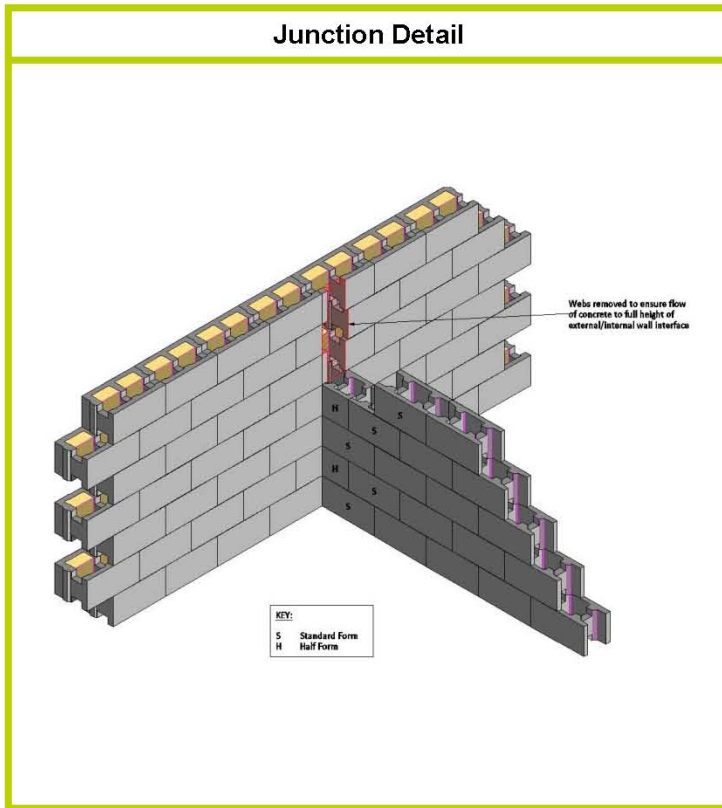 Junction Detail
Webs removed to ensure flow
of concrete to full height of
external/internal wall interface
H
S
S
S
H
S
S
KEY:
S Standard Form
H Half Form